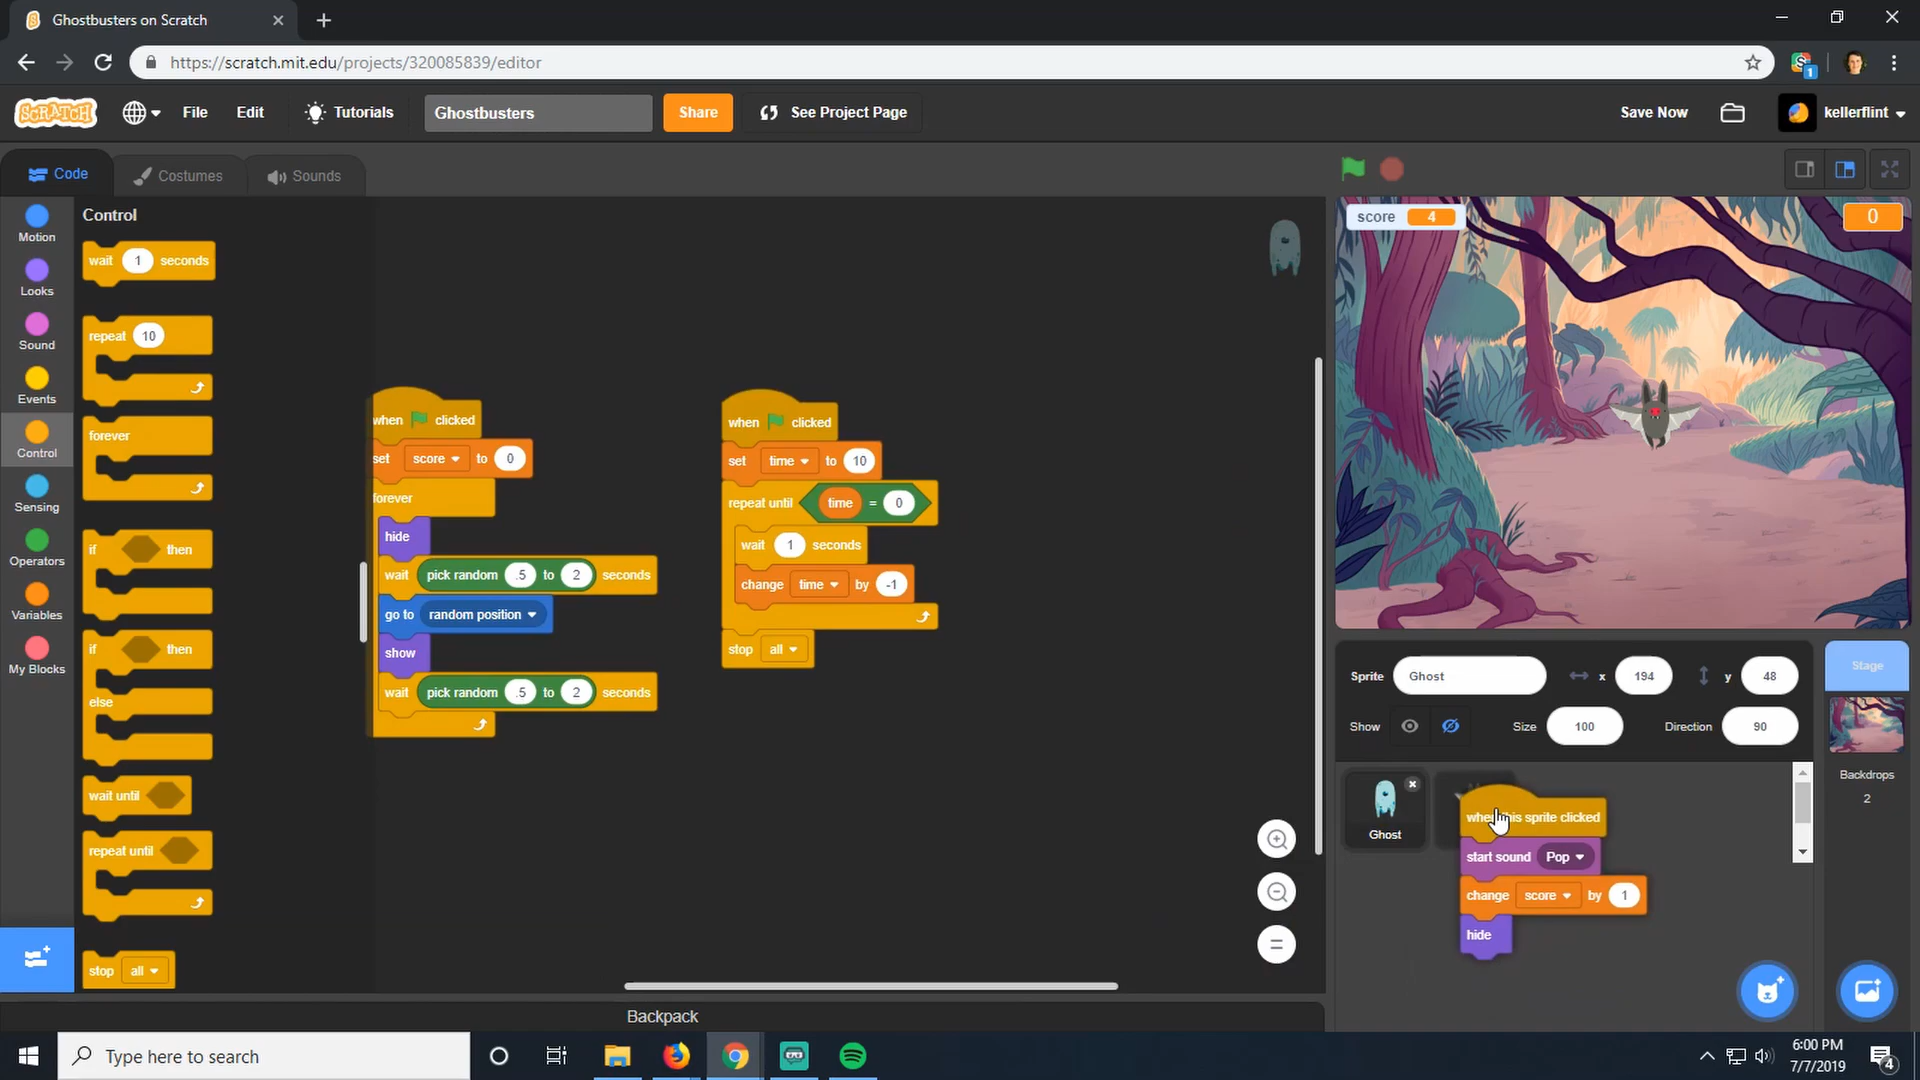 Ghostbusters on Scratch
https://scratch.mit.edu/projects/320085839/editor
1
SCRATCH
File
Edit
Tutorials
Ghostbusters
Share
See Project Page
Save Now
kellerflint
Code
Costumes
Sounds
Motion
Looks
Sound
Events
Control
Sensing
Operators
Variables
My Blocks
Control
wait 1 seconds
repeat 10
forever
if then
if then
else
wait until
repeat until
stop all
when clicked
set score to 0
forever
hide
wait pick random .5 to 2 seconds
go to random position
show
wait pick random .5 to 2 seconds
when clicked
set time to 10
repeat until time = 0
wait 1 seconds
change time by -1
stop all
score 4
0
Sprite Ghost x 194 y 48
Show Size 100 Direction 90
Ghost
when this sprite clicked
start sound Pop
change score by 1
hide
Stage
Backdrops
2
Backpack
Type here to search
6:00 PM
7/7/2019
4